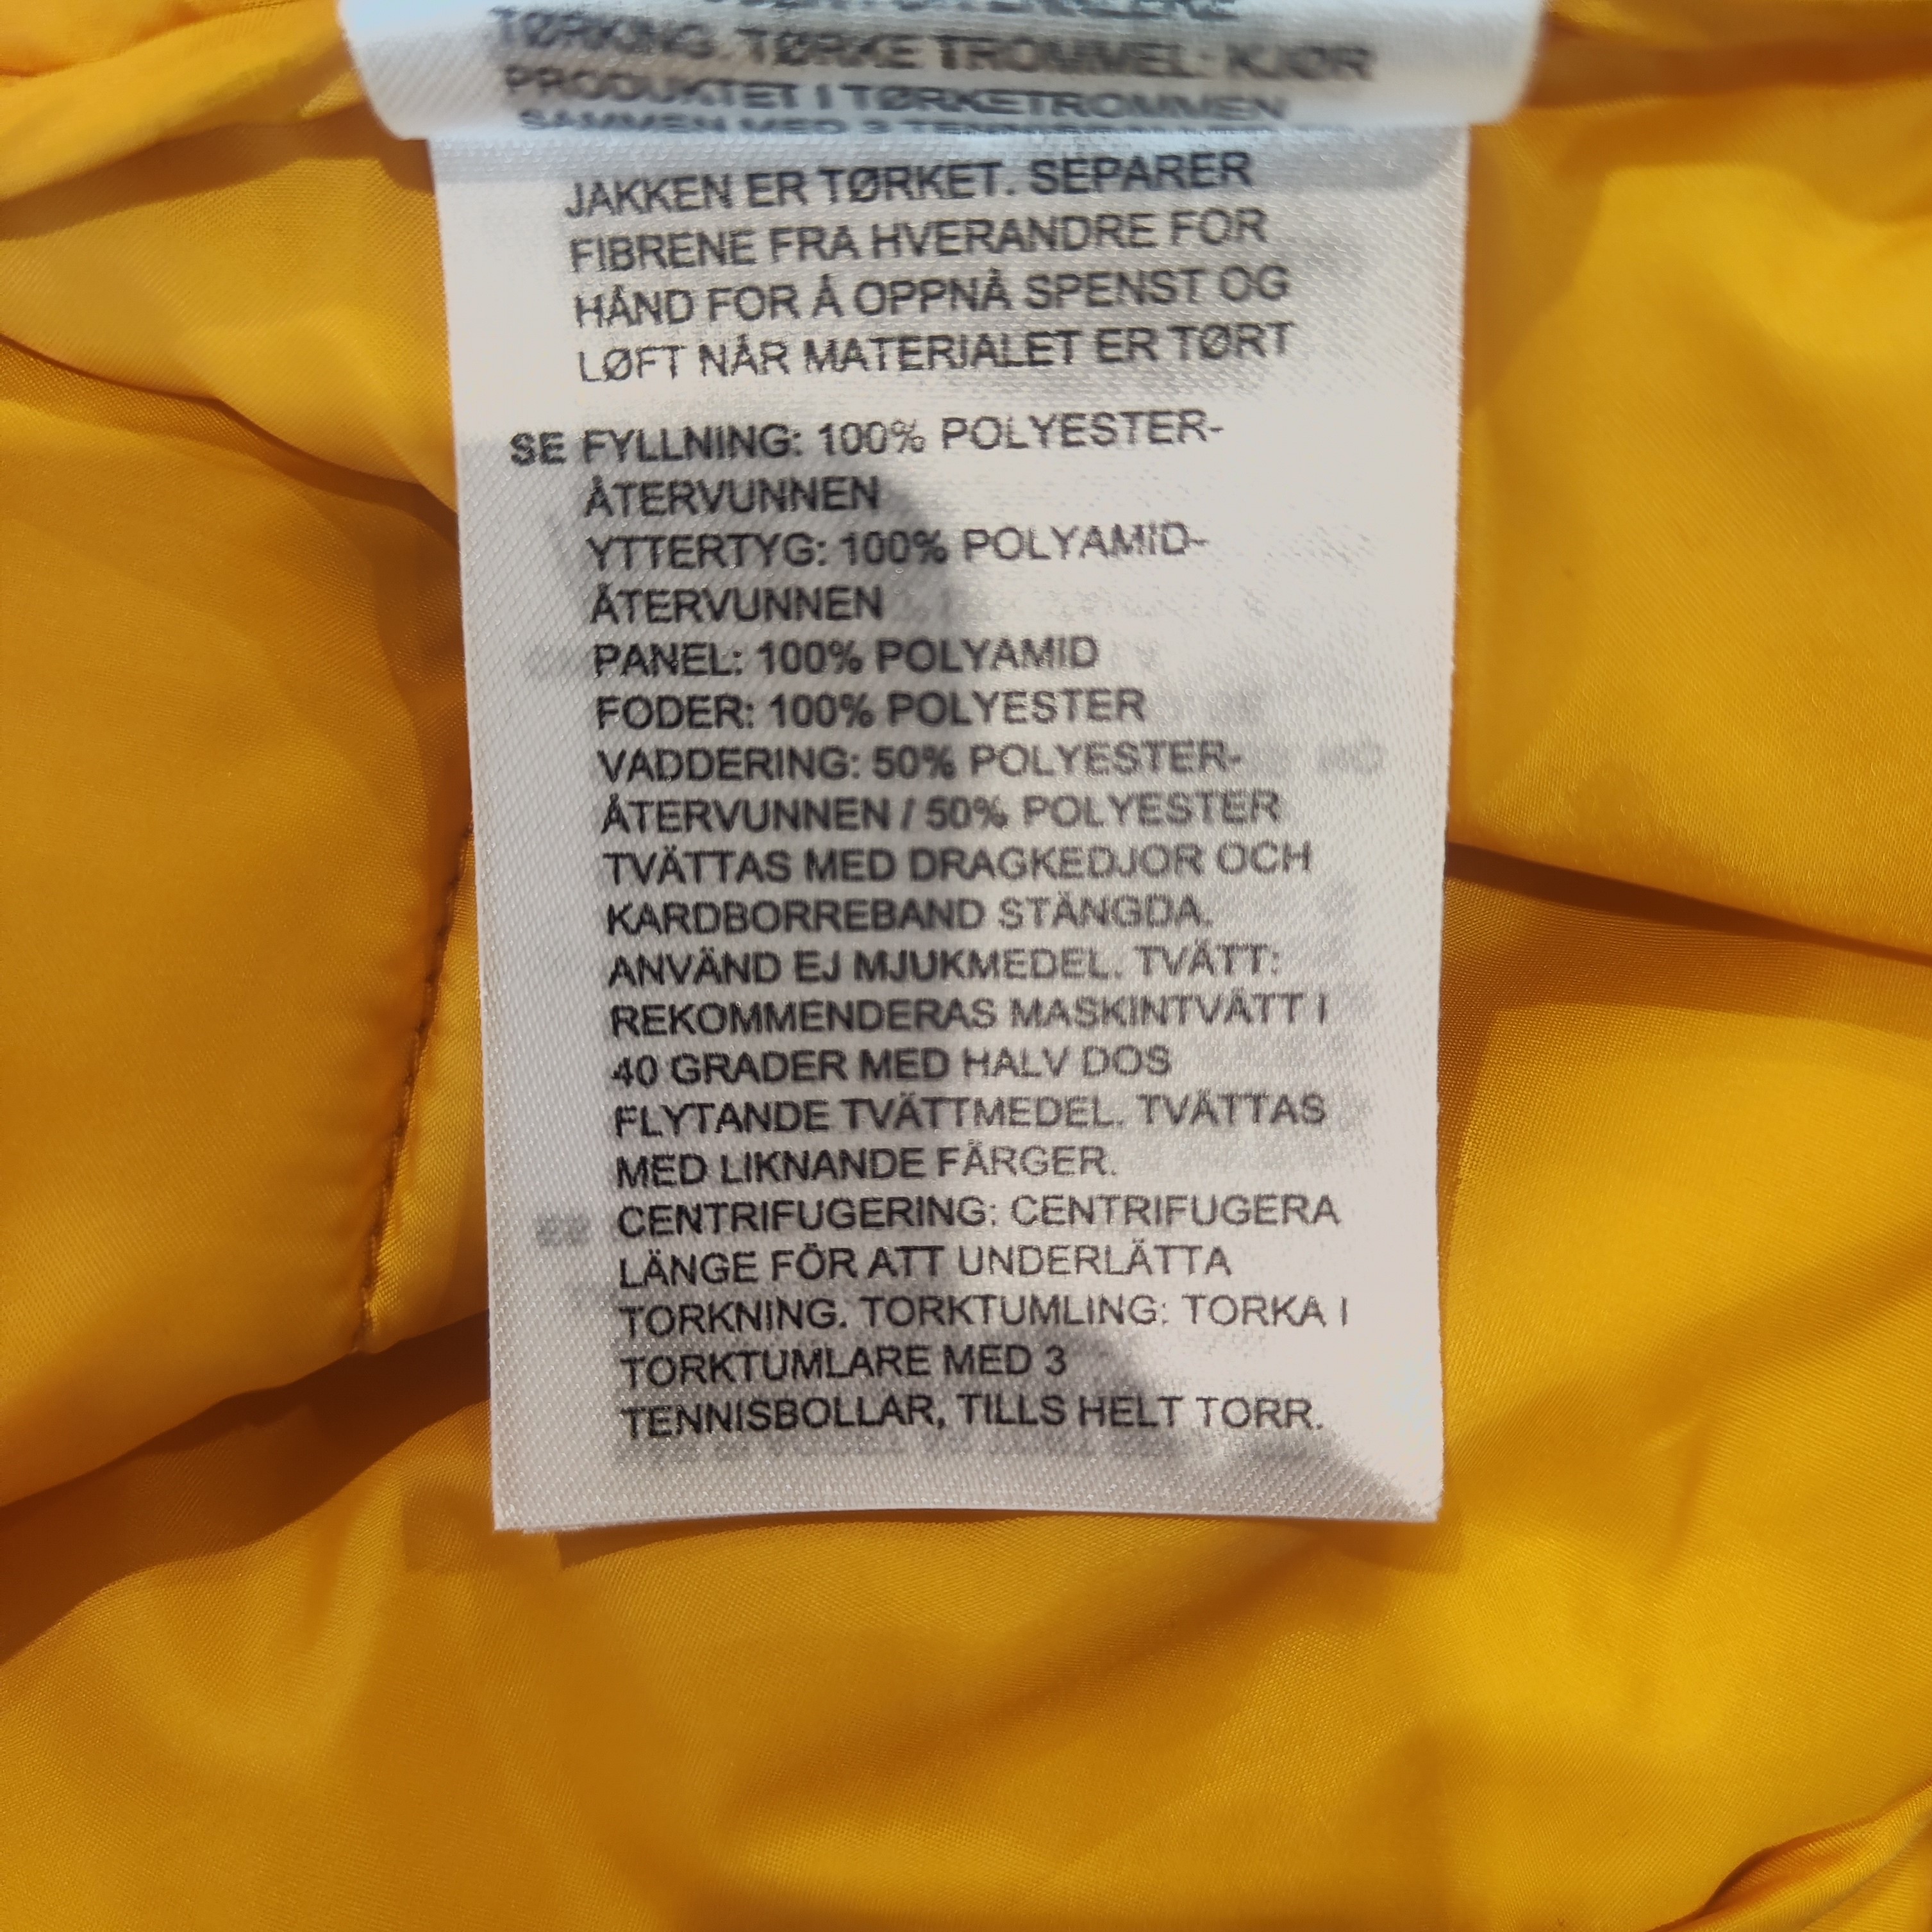 TØRKING. TØRKE TROMMEL: KJØR
PRODUKTET I TØRKETROMMEN
SAMMEN MED 3
JAKKEN ER TØRKET. SEPARER
FIBRENE FRA HVERANDRE FOR
HÅND FOR Å OPPNÅ SPENST OG
LØFT NÅR MATERIALET ER TØRT
SE FYLLNING: 100% POLYESTER-
ÅTERVUNNEN
YTTERTYG: 100% POLYAMID-
ÅTERVUNNEN
PANEL: 100% POLYAMID
FODER: 100% POLYESTER
VADDERING: 50% POLYESTER-
ÅTERVUNNEN / 50% POLYESTER
TVÄTTAS MED DRAGKEDJOR OCH
KARDBORREBAND STÄNGDA.
ANVÄND EJ MJUKMEDEL. TVÄTT:
REKOMMENDERAS MASKINTVÄTT I
40 GRADER MED HALV DOS
FLYTANDE TVÄTTMEDEL. TVÄTTAS
MED LIKNANDE FÄRGER.
CENTRIFUGERING: CENTRIFUGERA
LÄNGE FÖR ATT UNDERLÄTTA
TORKNING. TORKTUMLING: TORKA I
TORKTUMLARE MED 3
TENNISBOLLAR, TILLS HELT TORR.